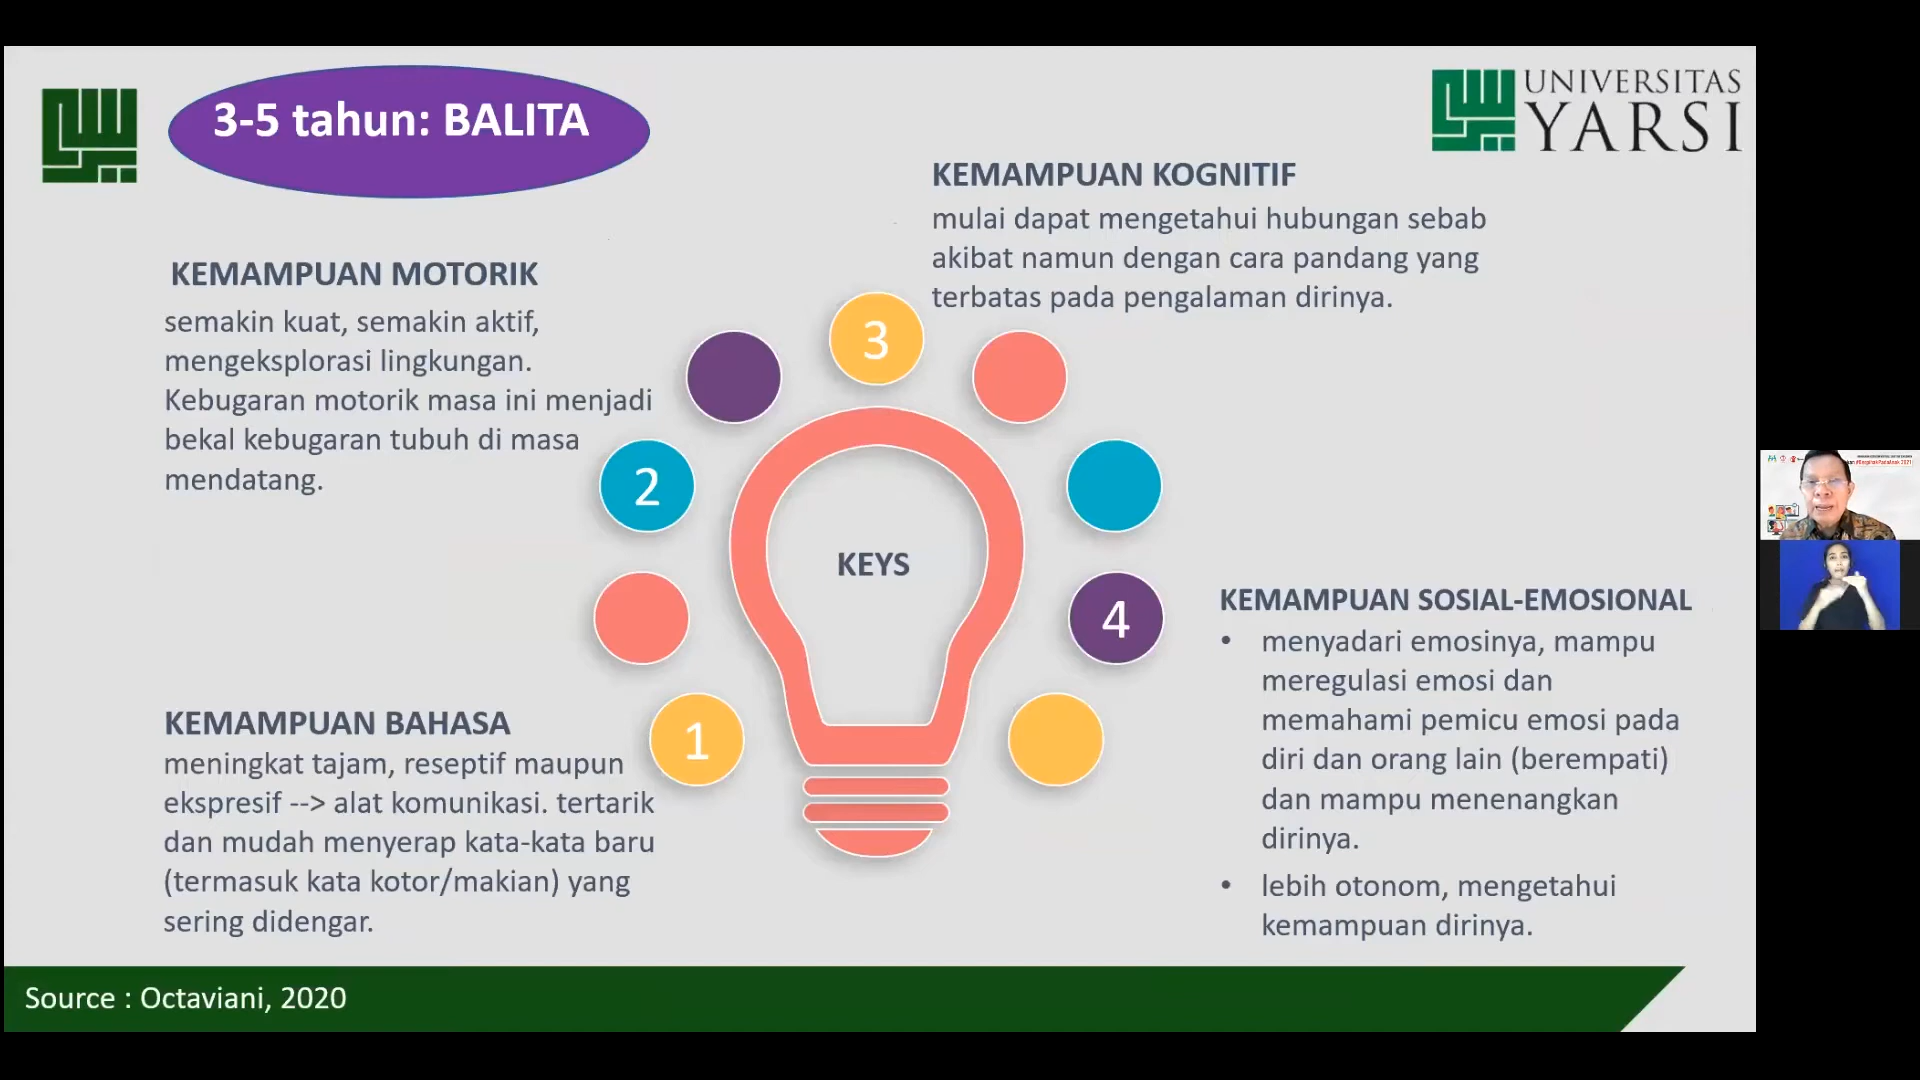 3-5 tahun: BALITA
UNIVERSITAS
YARSI
KEMAMPUAN KOGNITIF
mulai dapat mengetahui hubungan sebab
akibat namun dengan cara pandang yang
terbatas pada pengalaman dirinya.
KEMAMPUAN MOTORIK
semakin kuat, semakin aktif,
mengeksplorasi lingkungan.
Kebugaran motorik masa ini menjadi
bekal kebugaran tubuh di masa
mendatang.
3
2
KEYS
4
1
KEMAMPUAN BAHASA
meningkat tajam, reseptif maupun
ekspresif --> alat komunikasi. tertarik
dan mudah menyerap kata-kata baru
(termasuk kata kotor/makian) yang
sering didengar.
KEMAMPUAN SOSIAL-EMOSIONAL
• menyadari emosinya, mampu
meregulasi emosi dan
memahami pemicu emosi pada
diri dan orang lain (berempati)
dan mampu menenangkan
dirinya.
• lebih otonom, mengetahui
kemampuan dirinya.
Source : Octaviani, 2020